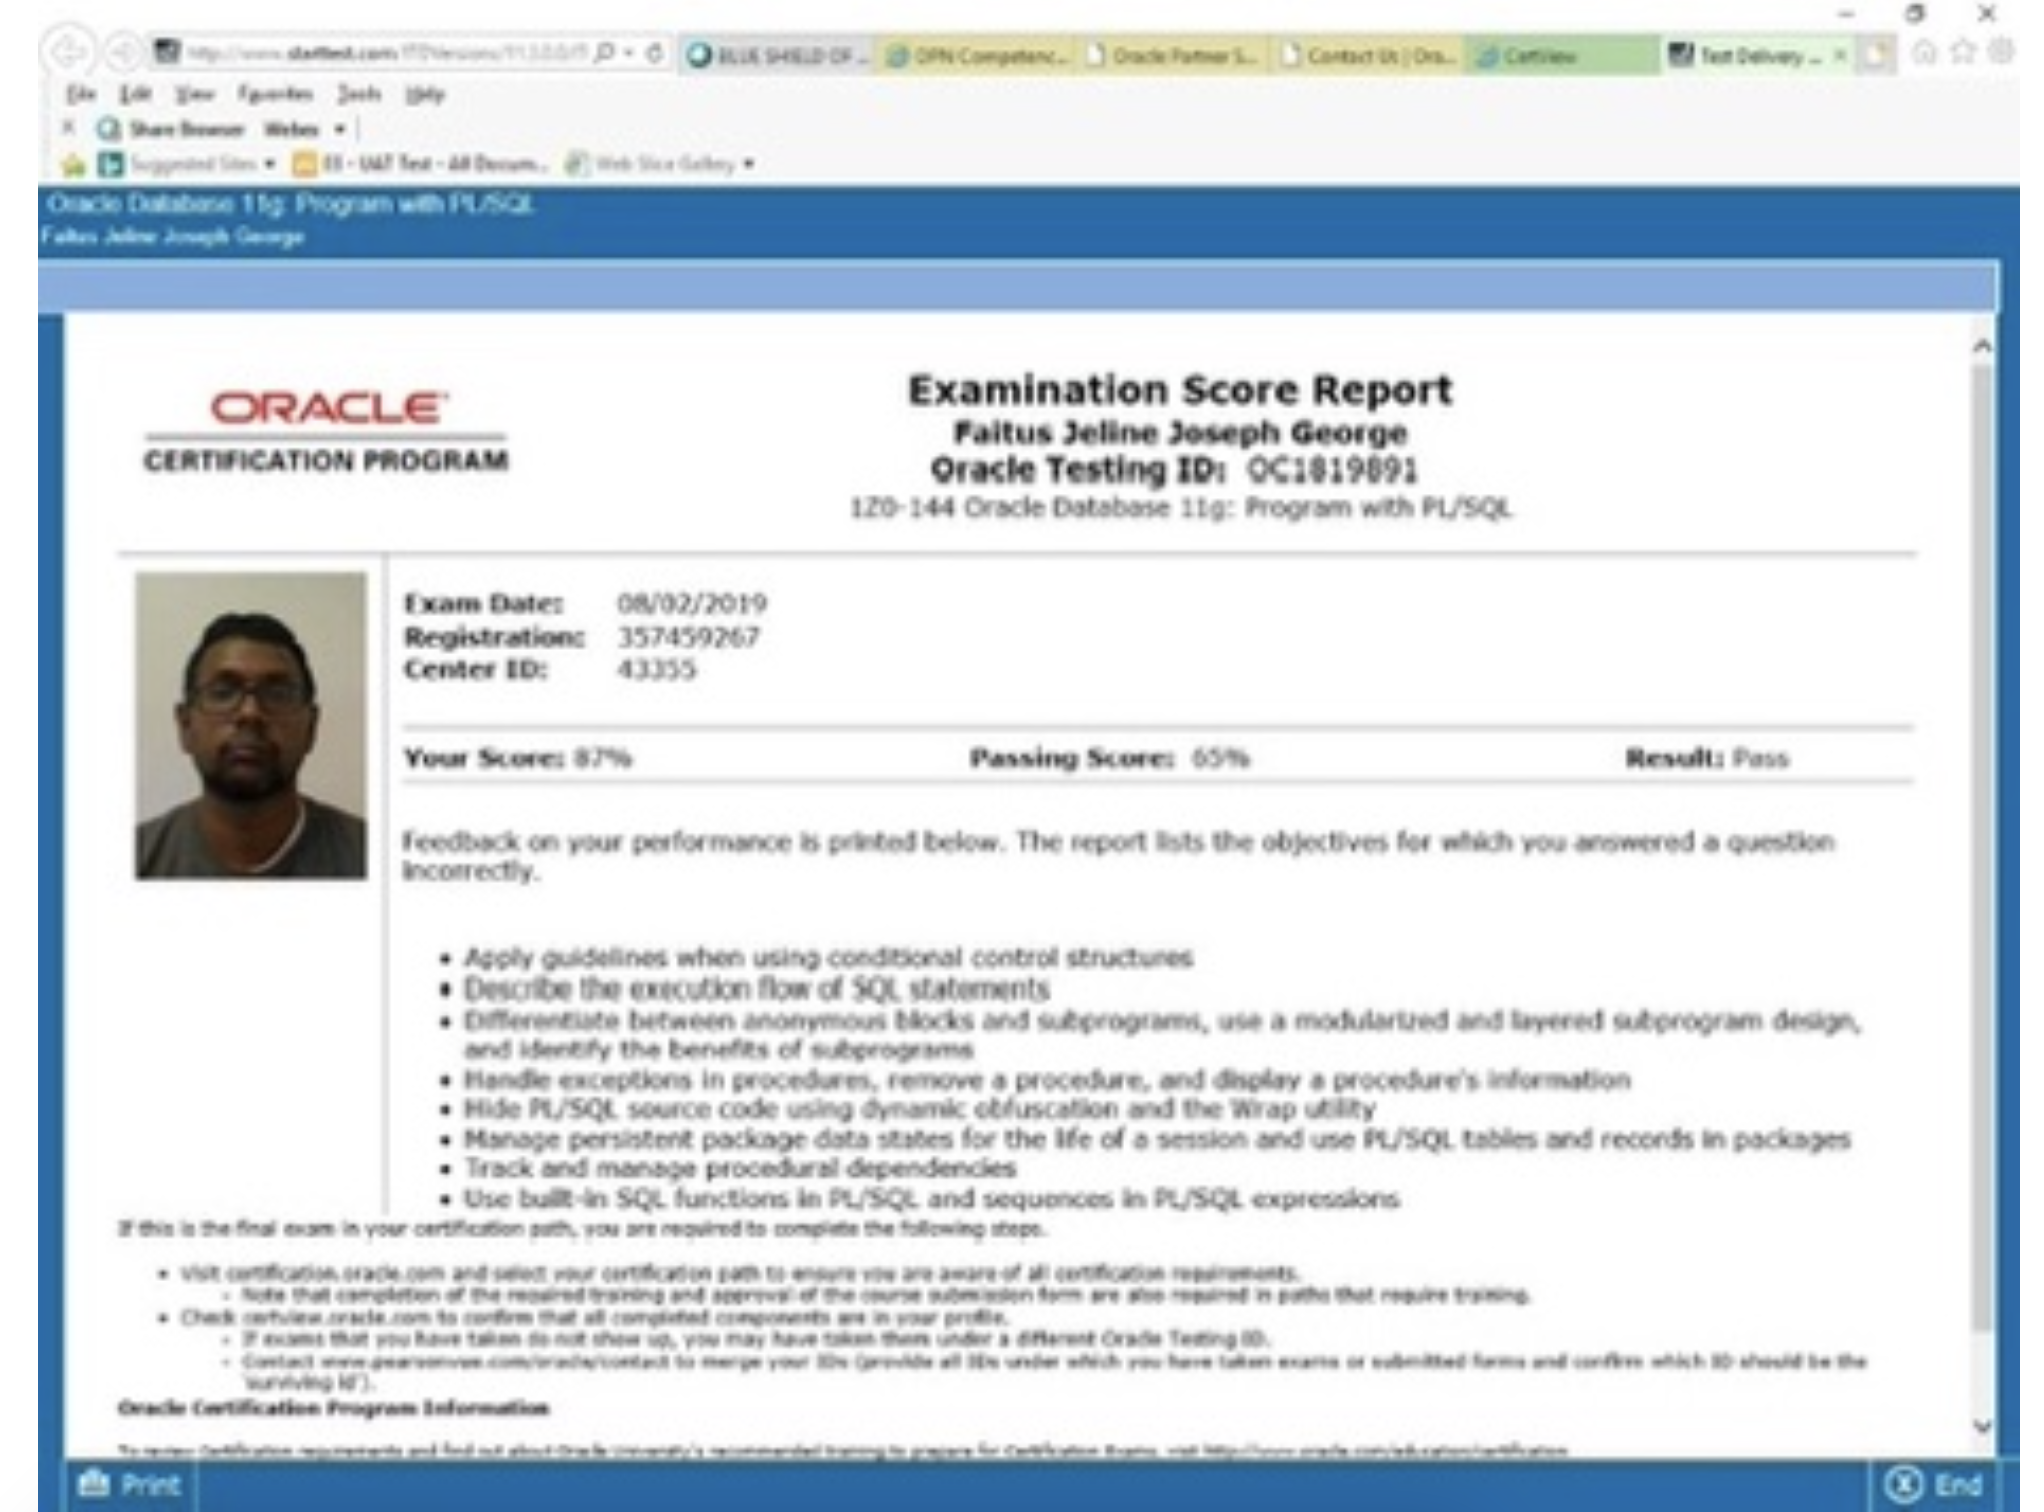 http://www.starttest.com/
BLUE SHIELD OF ...
OPN Competenc...
Oracle Partner S...
Contact Us | Ora...
CertView
Test Delivery ...
File Edit View Favorites Tools Help
Share Browser Webex
Suggested Sites
EE - UAT Test - All Docum...
Web Slice Gallery
Oracle Database 11g: Program with PL/SQL
Faitus Jeline Joseph George
ORACLE
CERTIFICATION PROGRAM
Examination Score Report
Faitus Jeline Joseph George
Oracle Testing ID: OC1819891
1Z0-144 Oracle Database 11g: Program with PL/SQL
Exam Date: 08/02/2019
Registration: 357459267
Center ID: 43355
Your Score: 87% Passing Score: 65% Result: Pass
Feedback on your performance is printed below. The report lists the objectives for which you answered a question
incorrectly.
• Apply guidelines when using conditional control structures
• Describe the execution flow of SQL statements
• Differentiate between anonymous blocks and subprograms, use a modularized and layered subprogram design,
and identify the benefits of subprograms
• Handle exceptions in procedures, remove a procedure, and display a procedure's information
• Hide PL/SQL source code using dynamic obfuscation and the Wrap utility
• Manage persistent package data states for the life of a session and use PL/SQL tables and records in packages
• Track and manage procedural dependencies
• Use built-in SQL functions in PL/SQL and sequences in PL/SQL expressions
If this is the final exam in your certification path, you are required to complete the following steps.
• Visit certification.oracle.com and select your certification path to ensure you are aware of all certification requirements.
- Note that completion of the required training and approval of the course submission form are also required in paths that require training.
• Check certview.oracle.com to confirm that all completed components are in your profile.
- If exams that you have taken do not show up, you may have taken them under a different Oracle Testing ID.
- Contact www.pearsonvue.com/oracle/contact to merge your IDs (provide all IDs under which you have taken exams or submitted forms and confirm which ID should be the
'surviving id').
Oracle Certification Program Information
To review Certification requirements and find out about Oracle University's recommended training to prepare for Certification Exams, visit http://www.oracle.com/education/certification
Print
End